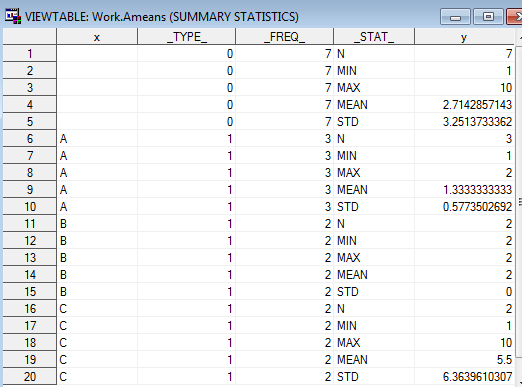 VIEWTABLE: Work.Ameans (SUMMARY STATISTICS)
x _TYPE_ _FREQ_ _STAT_ y
1 0 7 N 7
2 0 7 MIN 1
3 0 7 MAX 10
4 0 7 MEAN 2.7142857143
5 0 7 STD 3.2513733362
6 A 1 3 N 3
7 A 1 3 MIN 1
8 A 1 3 MAX 2
9 A 1 3 MEAN 1.3333333333
10 A 1 3 STD 0.5773502692
11 B 1 2 N 2
12 B 1 2 MIN 2
13 B 1 2 MAX 2
14 B 1 2 MEAN 2
15 B 1 2 STD 0
16 C 1 2 N 2
17 C 1 2 MIN 1
18 C 1 2 MAX 10
19 C 1 2 MEAN 5.5
20 C 1 2 STD 6.3639610307